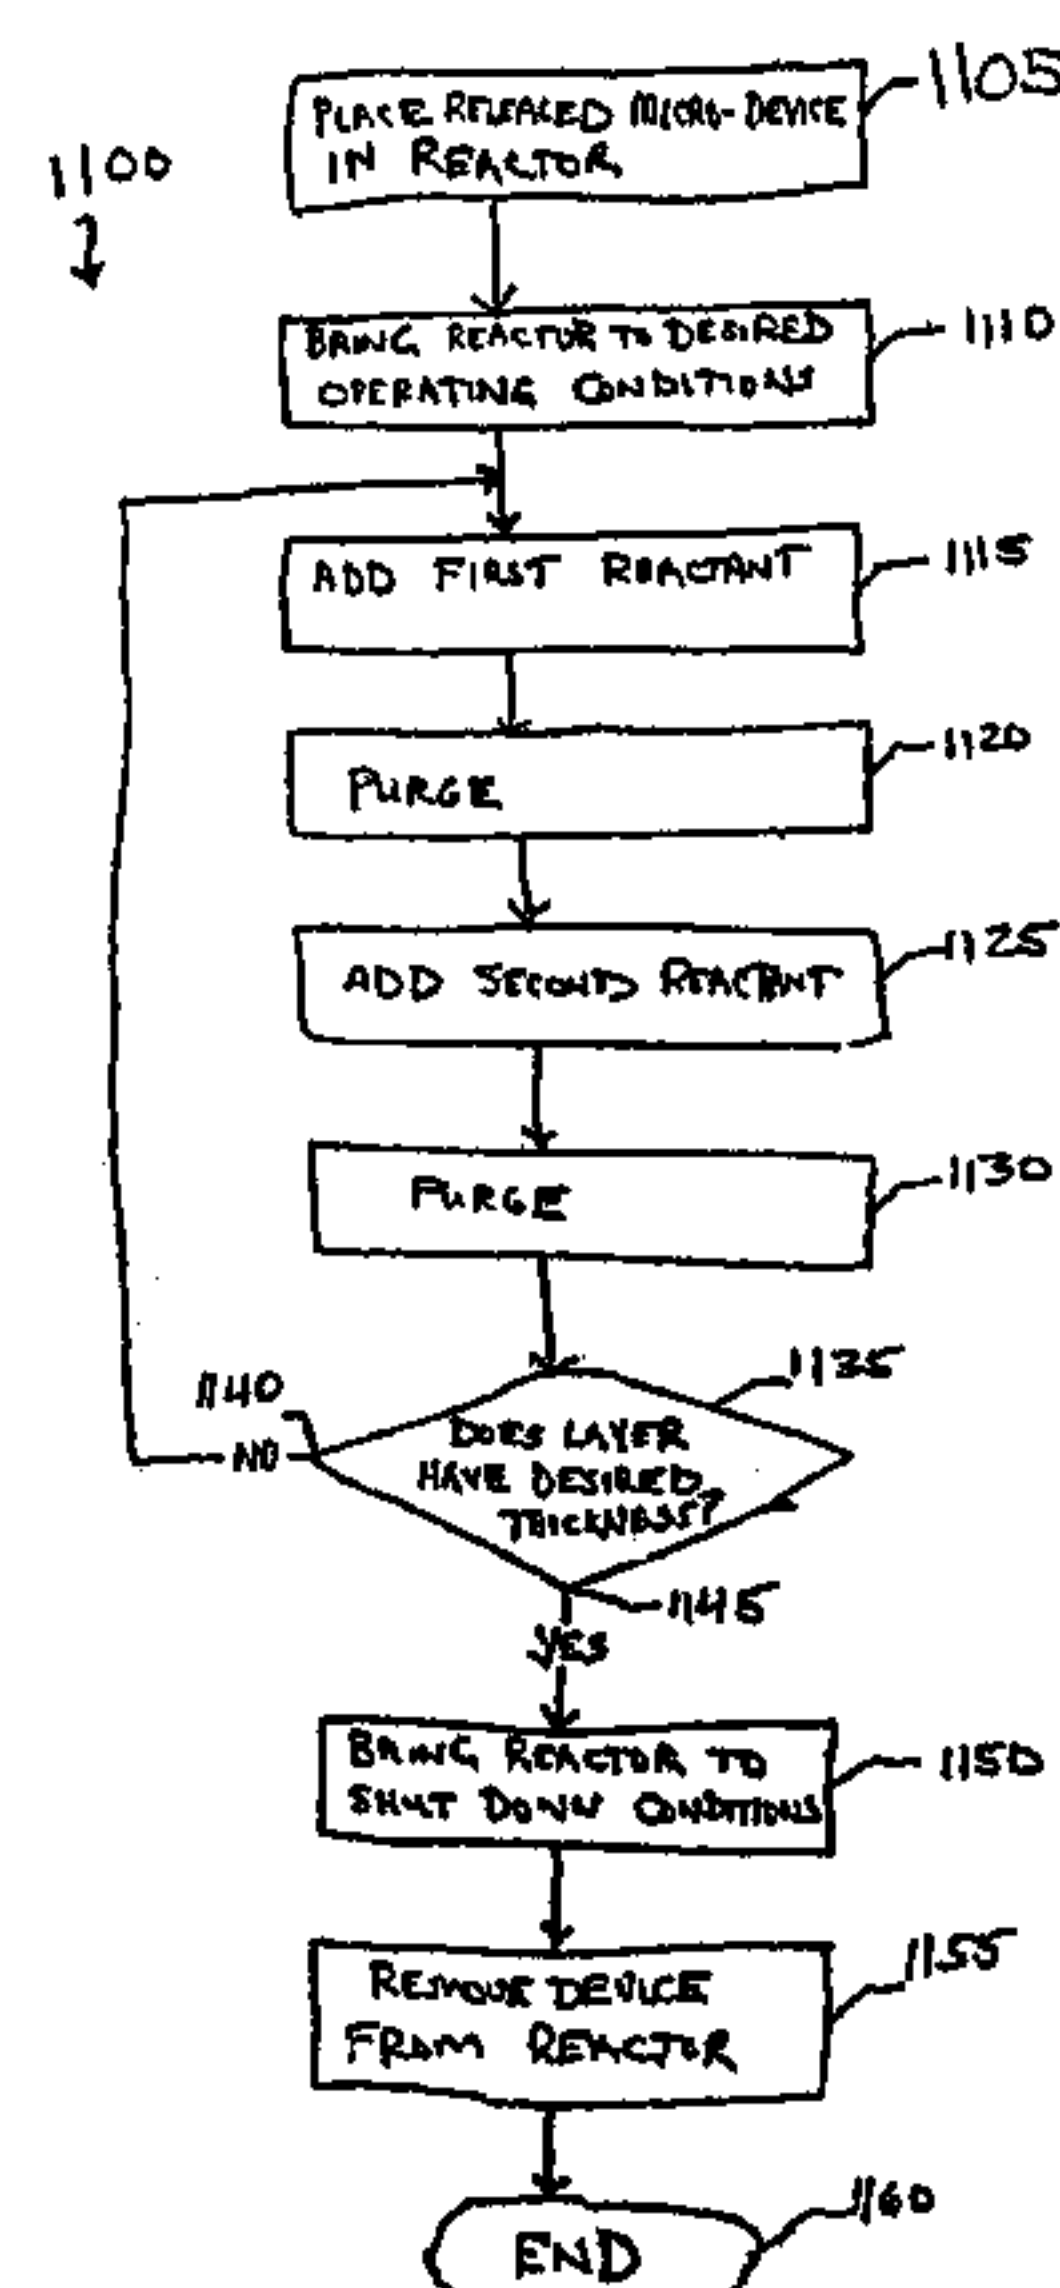 PLACE RELEASED MICRO-DEVICE 1105
IN REACTOR
1100
BRING REACTOR TO DESIRED 1110
OPERATING CONDITIONS
ADD FIRST REACTANT 1115
PURGE 1120
ADD SECOND REACTANT 1125
PURGE 1130
1135
1140
DOES LAYER
NO HAVE DESIRED
THICKNESS?
1145
YES
BRING REACTOR TO 1150
SHUT DOWN CONDITIONS
REMOVE DEVICE 1155
FROM REACTOR
1160
END